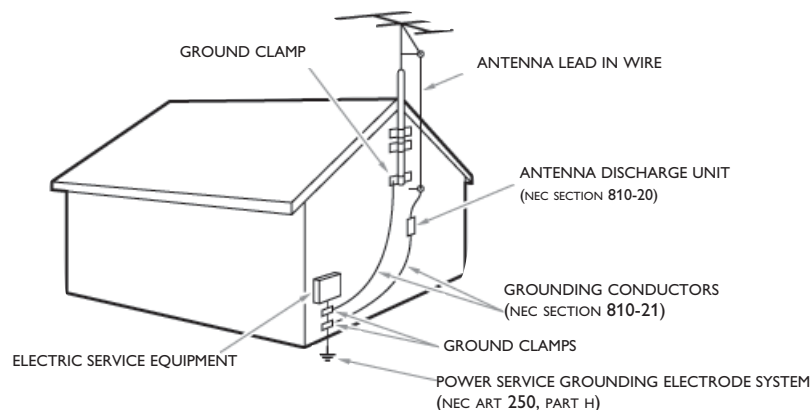 GROUND CLAMP
ANTENNA LEAD IN WIRE
ANTENNA DISCHARGE UNIT
(NEC SECTION 810-20)
GROUNDING CONDUCTORS
(NEC SECTION 810-21)
GROUND CLAMPS
ELECTRIC SERVICE EQUIPMENT
POWER SERVICE GROUNDING ELECTRODE SYSTEM
(NEC ART 250, PART H)